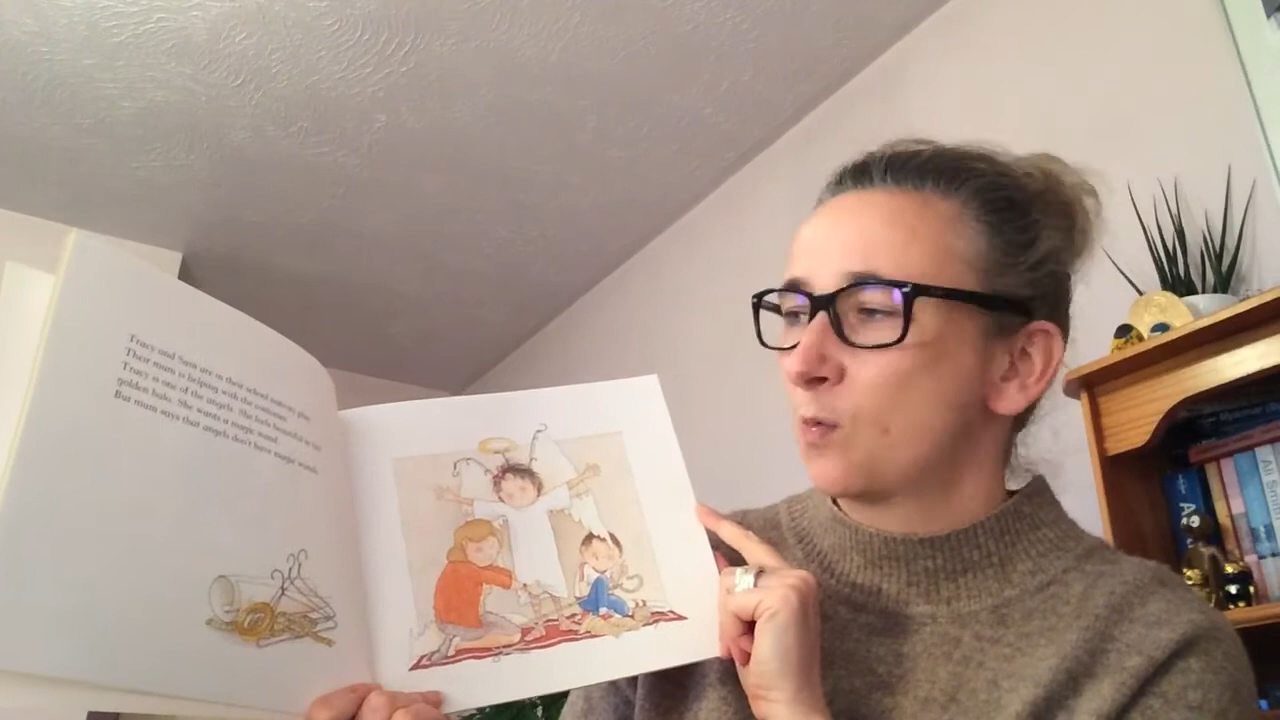 Tracy and Sam are in their school nativity play.
Their mum is helping with the costumes.
Tracy is one of the angels. She feels beautiful in her
golden halo. She wants a magic wand.
But mum says that angels don't have magic wands.
Ali Smith